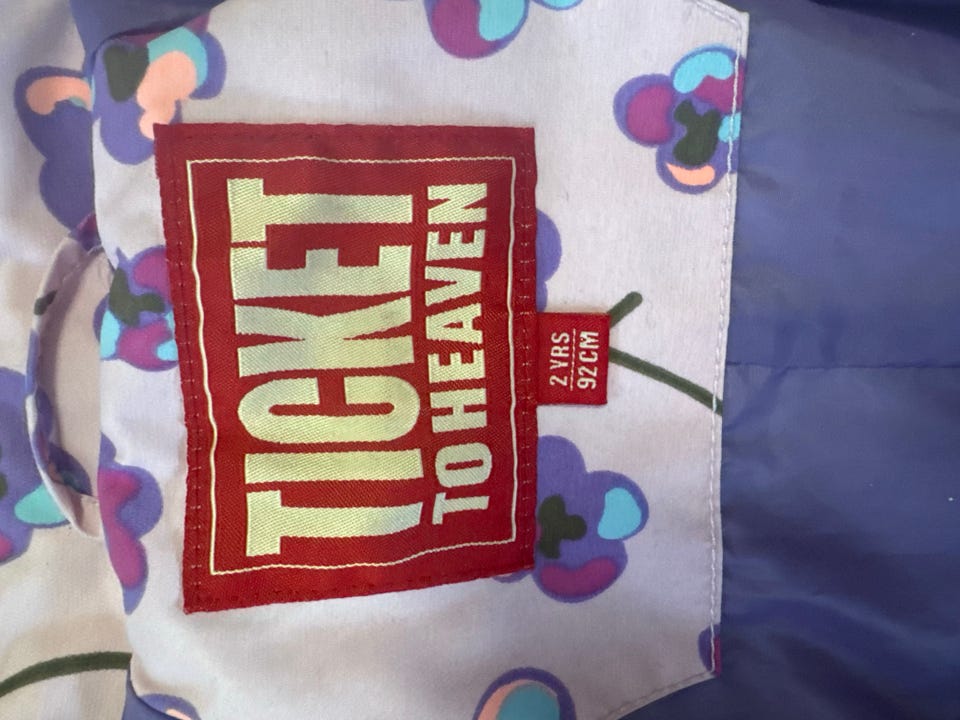 TICKET
TO HEAVEN
2 YRS
92 CM